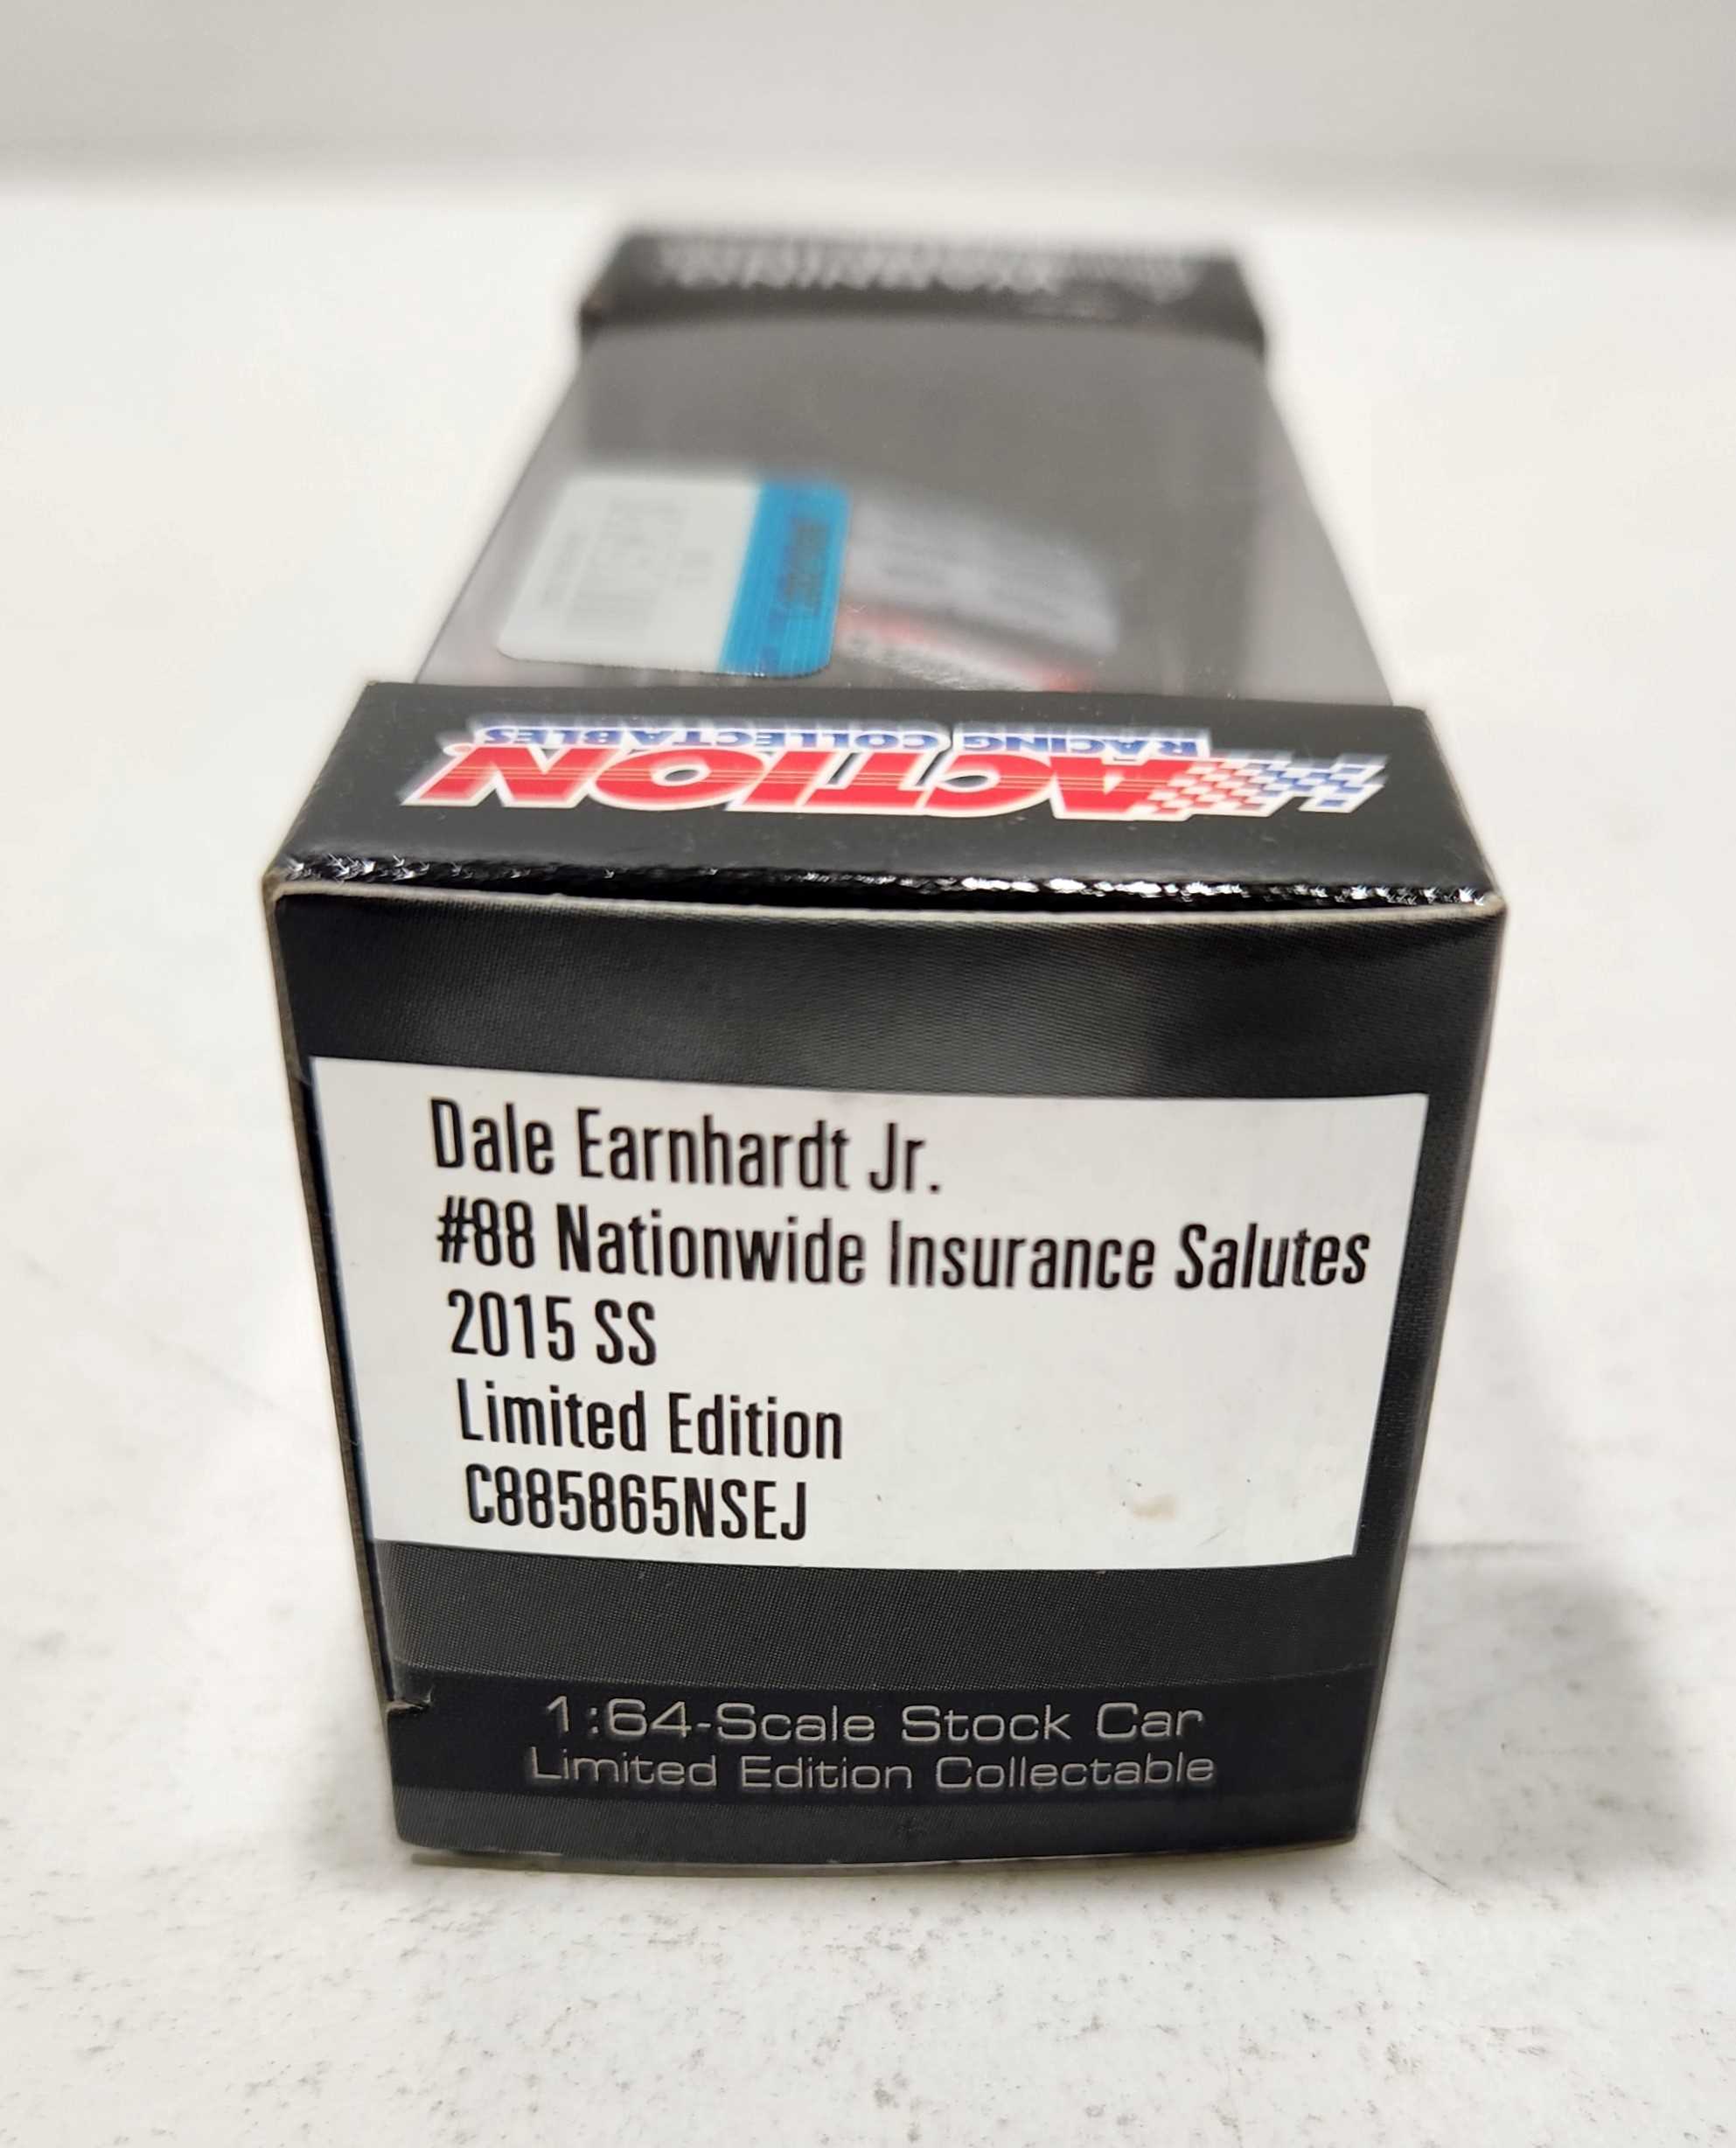 ACTION
RACING COLLECTABLES
Dale Earnhardt Jr.
#88 Nationwide Insurance Salutes
2015 SS
Limited Edition
C885865NSEJ
1:64-Scale Stock Car
Limited Edition Collectable